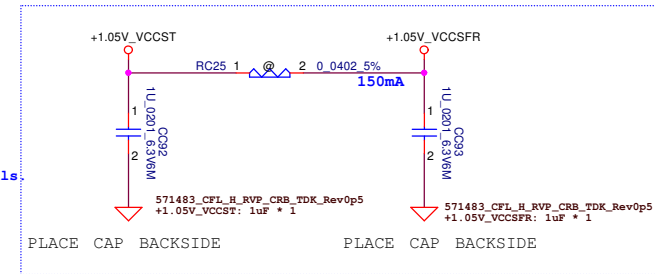 +1.05V_VCCST
+1.05V_VCCSFR
RC25 1 @ 2 0_0402_5%
150mA
1
1U_0201_6.3V6M
CC92
2
1
1U_0201_6.3V6M
CC93
2
ls.
571483_CFL_H_RVP_CRB_TDK_Rev0p5
+1.05V_VCCST: 1uF * 1
571483_CFL_H_RVP_CRB_TDK_Rev0p5
+1.05V_VCCSFR: 1uF * 1
PLACE CAP BACKSIDE
PLACE CAP BACKSIDE